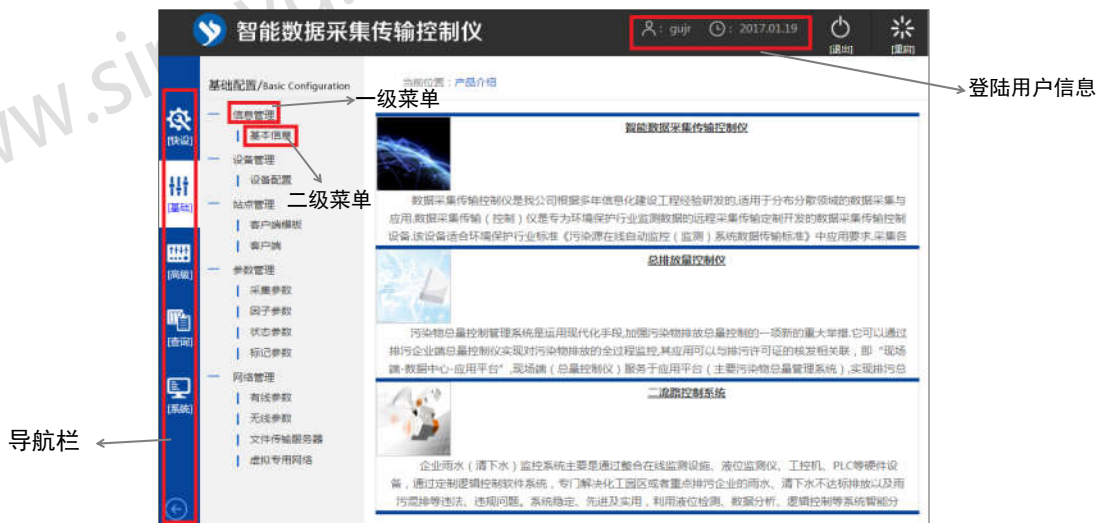 智能数据采集传输控制仪
: gujr : 2017.01.19
[退出]
[重启]
登陆用户信息
基础配置/Basic Configuration
当前位置：产品介绍
一级菜单
信息管理
基本信息
设备管理
设备配置
二级菜单
站点管理
客户端模板
客户端
参数管理
采集参数
因子参数
状态参数
标记参数
网络管理
有线参数
无线参数
文件传输服务器
虚拟专用网络
[快设]
[基础]
[高级]
[查询]
[系统]
导航栏
智能数据采集传输控制仪
数据采集传输控制仪是我公司根据多年信息化建设工程经验研发的,适用于分布分散领域的数据采集与
应用,数据采集传输（控制）仪是专为环境保护行业监测数据的远程采集传输定制开发的数据采集传输控制
设备.该设备适合环境保护行业标准《污染源在线自动监控（监测）系统数据传输标准》中应用要求.采集各
总排放量控制仪
污染物总量控制管理系统是运用现代化手段,加强污染物排放总量控制的一项新的重大举措.它可以通过
排污企业端总量控制仪实现对污染物排放的全过程监控,其应用可以与排污许可证的核发相关联，即“现场
端-数据中心-应用平台”,现场端（总量控制仪）服务于应用平台（主要污染物总量管理系统）,实现排污总
二流路控制系统
企业雨水（清下水）监控系统主要是通过整合在线监测设施、液位监测仪、工控机、PLC等硬件设
备，通过定制逻辑控制软件系统，专门解决化工园区或者重点排污企业的雨水、清下水不达标排放以及雨
污混排等违法、违规问题。系统稳定、先进及实用，利用液位检测、数据分析、逻辑控制等系统智能分